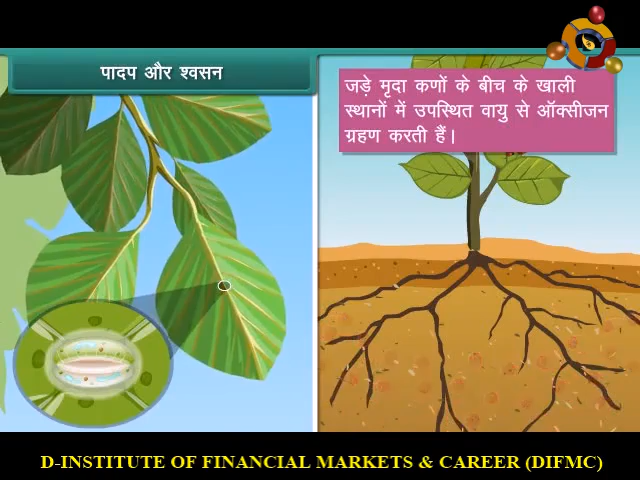 पादप और श्वसन
जड़े मृदा कणों के बीच के खाली
स्थानों में उपस्थित वायु से ऑक्सीजन
ग्रहण करती हैं।
D-INSTITUTE OF FINANCIAL MARKETS & CAREER (DIFMC)